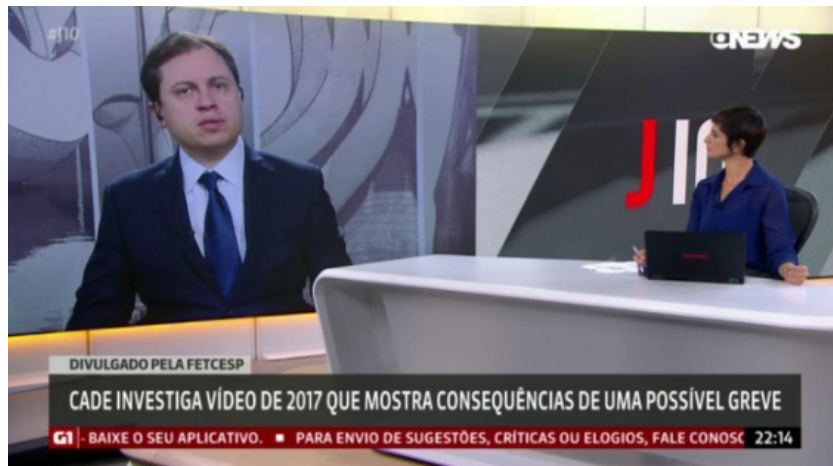 #J10
GNEWS
J10
DIVULGADO PELA FETCESP
CADE INVESTIGA VÍDEO DE 2017 QUE MOSTRA CONSEQUÊNCIAS DE UMA POSSÍVEL GREVE
G1 - BAIXE O SEU APLICATIVO. ■ PARA ENVIO DE SUGESTÕES, CRÍTICAS OU ELOGIOS, FALE CONOSC 22:14